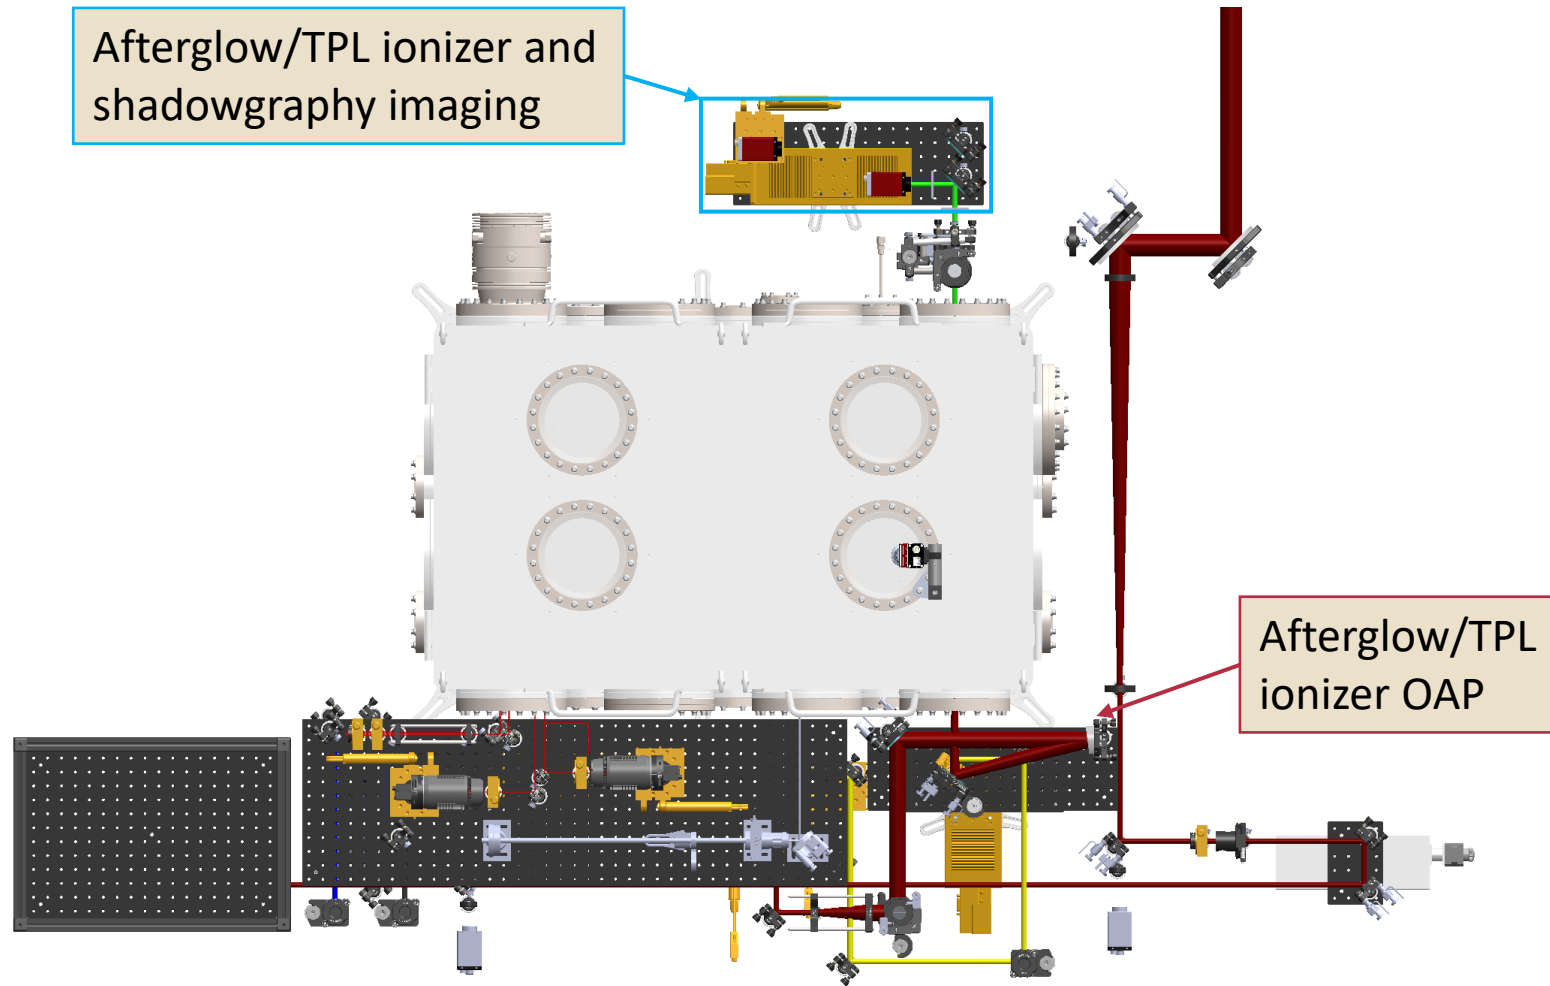 Afterglow/TPL ionizer and
shadowgraphy imaging
Afterglow/TPL
ionizer OAP